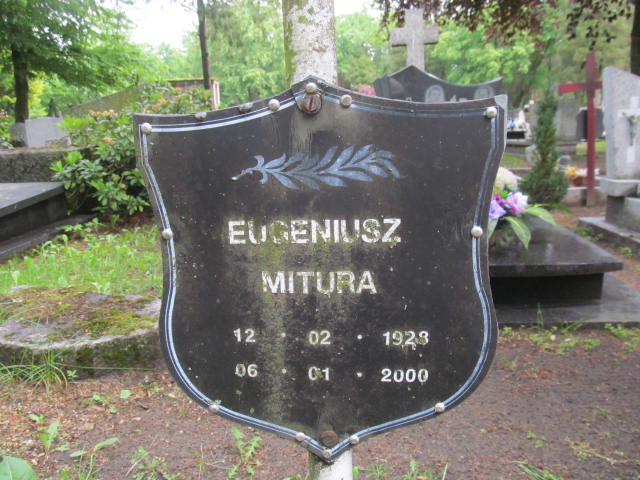 EUGENIUSZ
MITURA
12 • 02 • 1928
06 • 01 • 2000